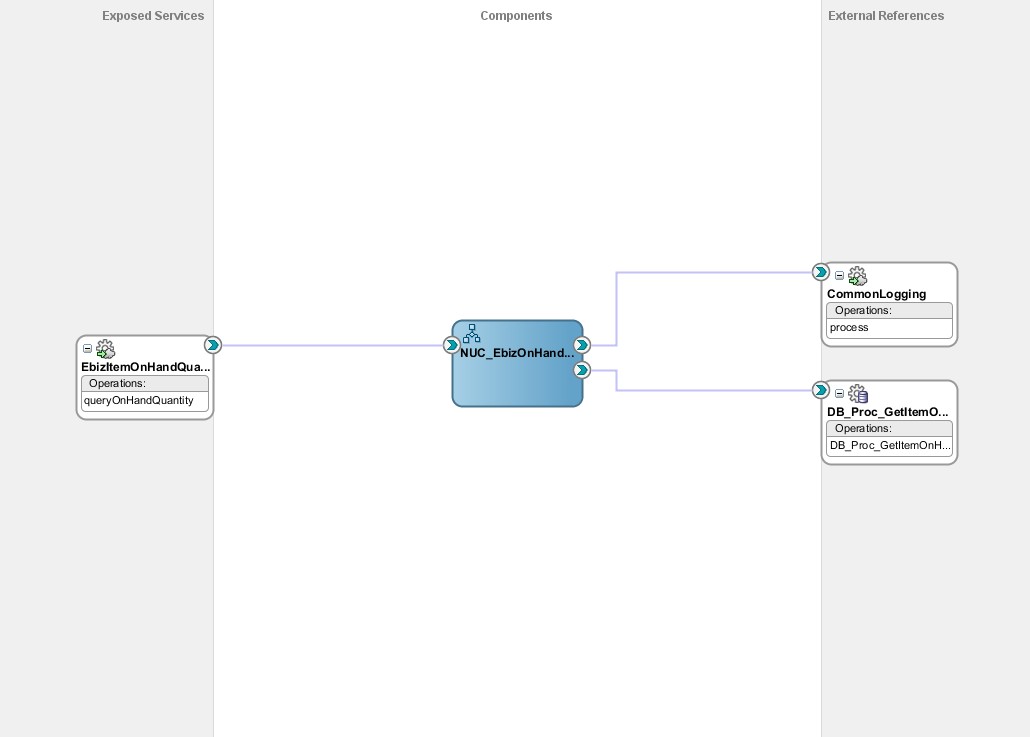 Exposed Services
Components
External References
EbizItemOnHandQua...
Operations:
queryOnHandQuantity
NUC_EbizOnHand...
CommonLogging
Operations:
process
DB_Proc_GetItemO...
Operations:
DB_Proc_GetItemOnH...